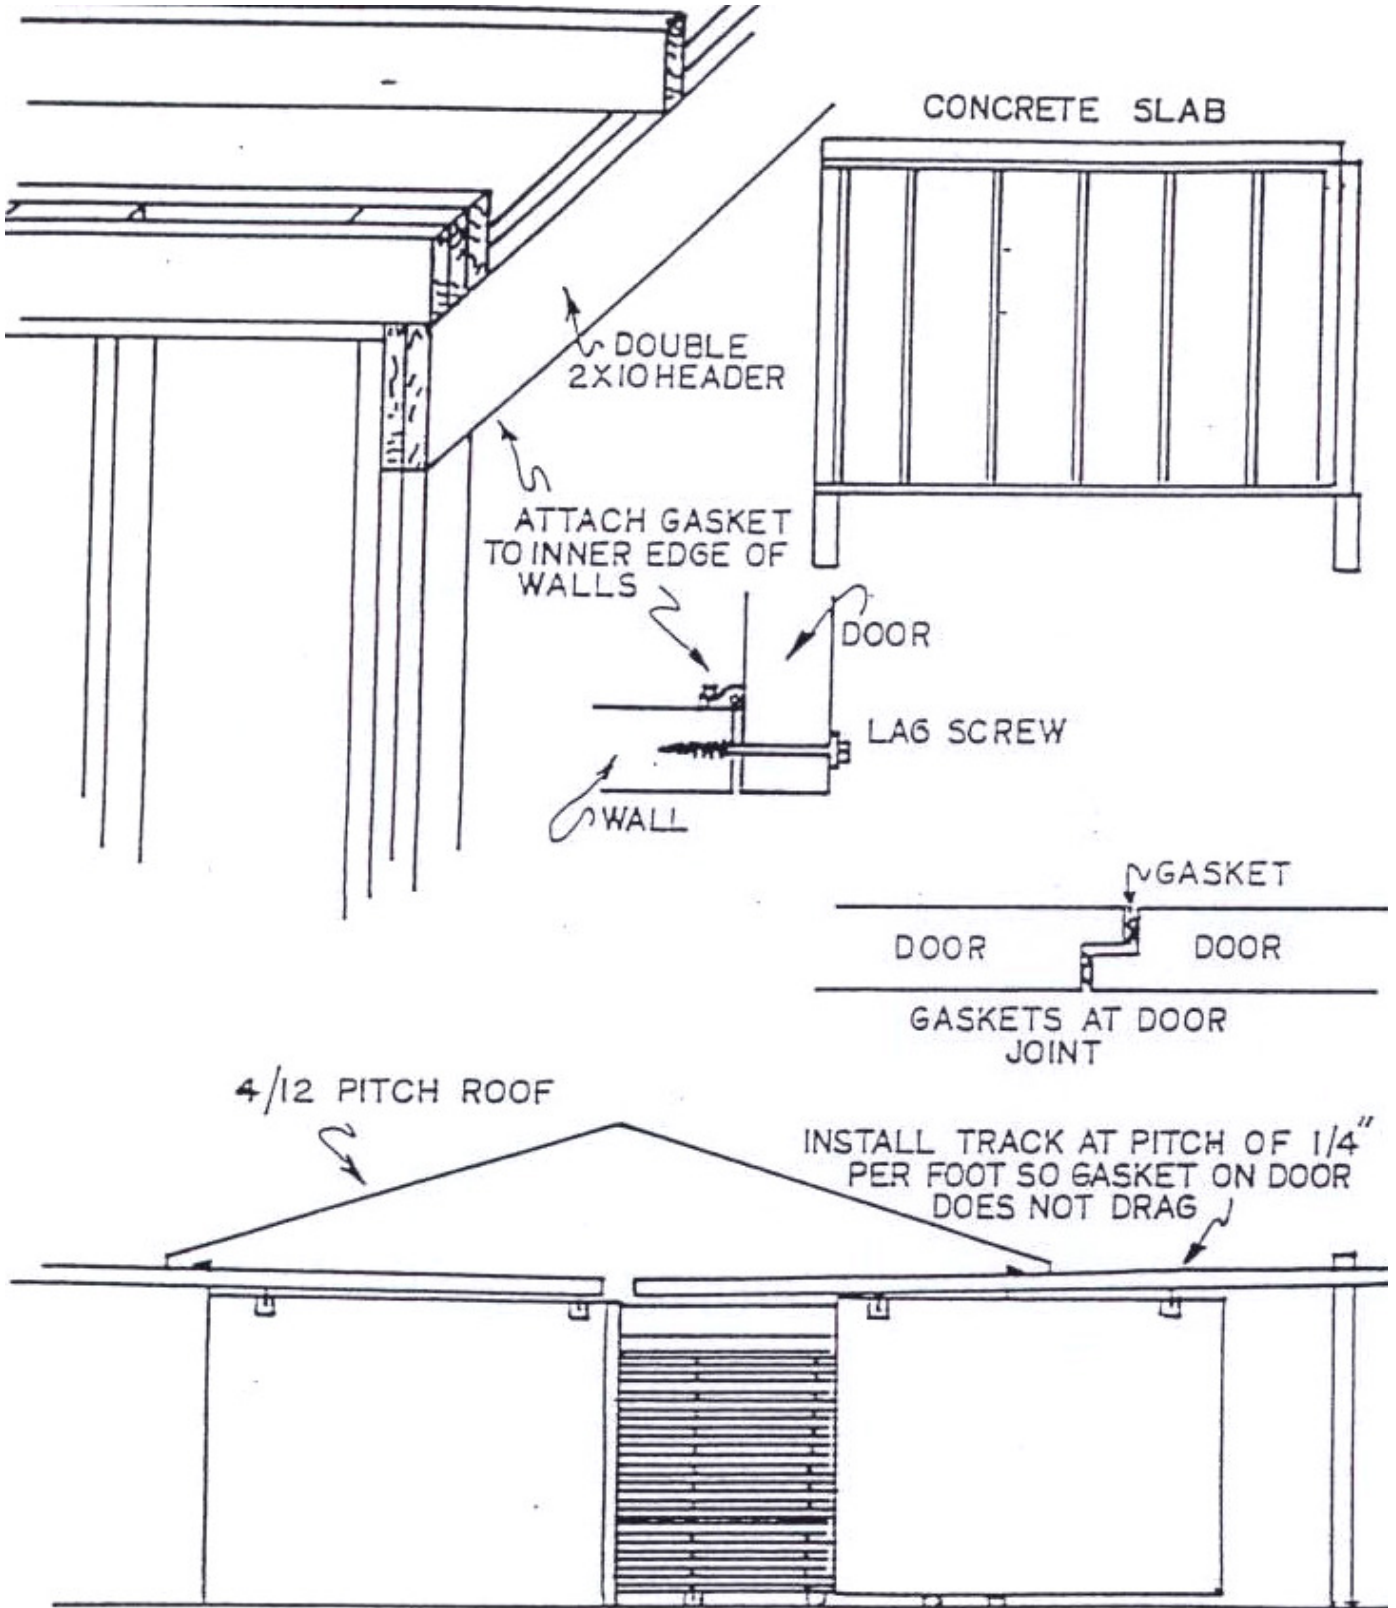 CONCRETE SLAB
DOUBLE
2X10 HEADER
ATTACH GASKET
TO INNER EDGE OF
WALLS
DOOR
LAG SCREW
WALL
GASKET
DOOR
DOOR
GASKETS AT DOOR
JOINT
4/12 PITCH ROOF
INSTALL TRACK AT PITCH OF 1/4"
PER FOOT SO GASKET ON DOOR
DOES NOT DRAG